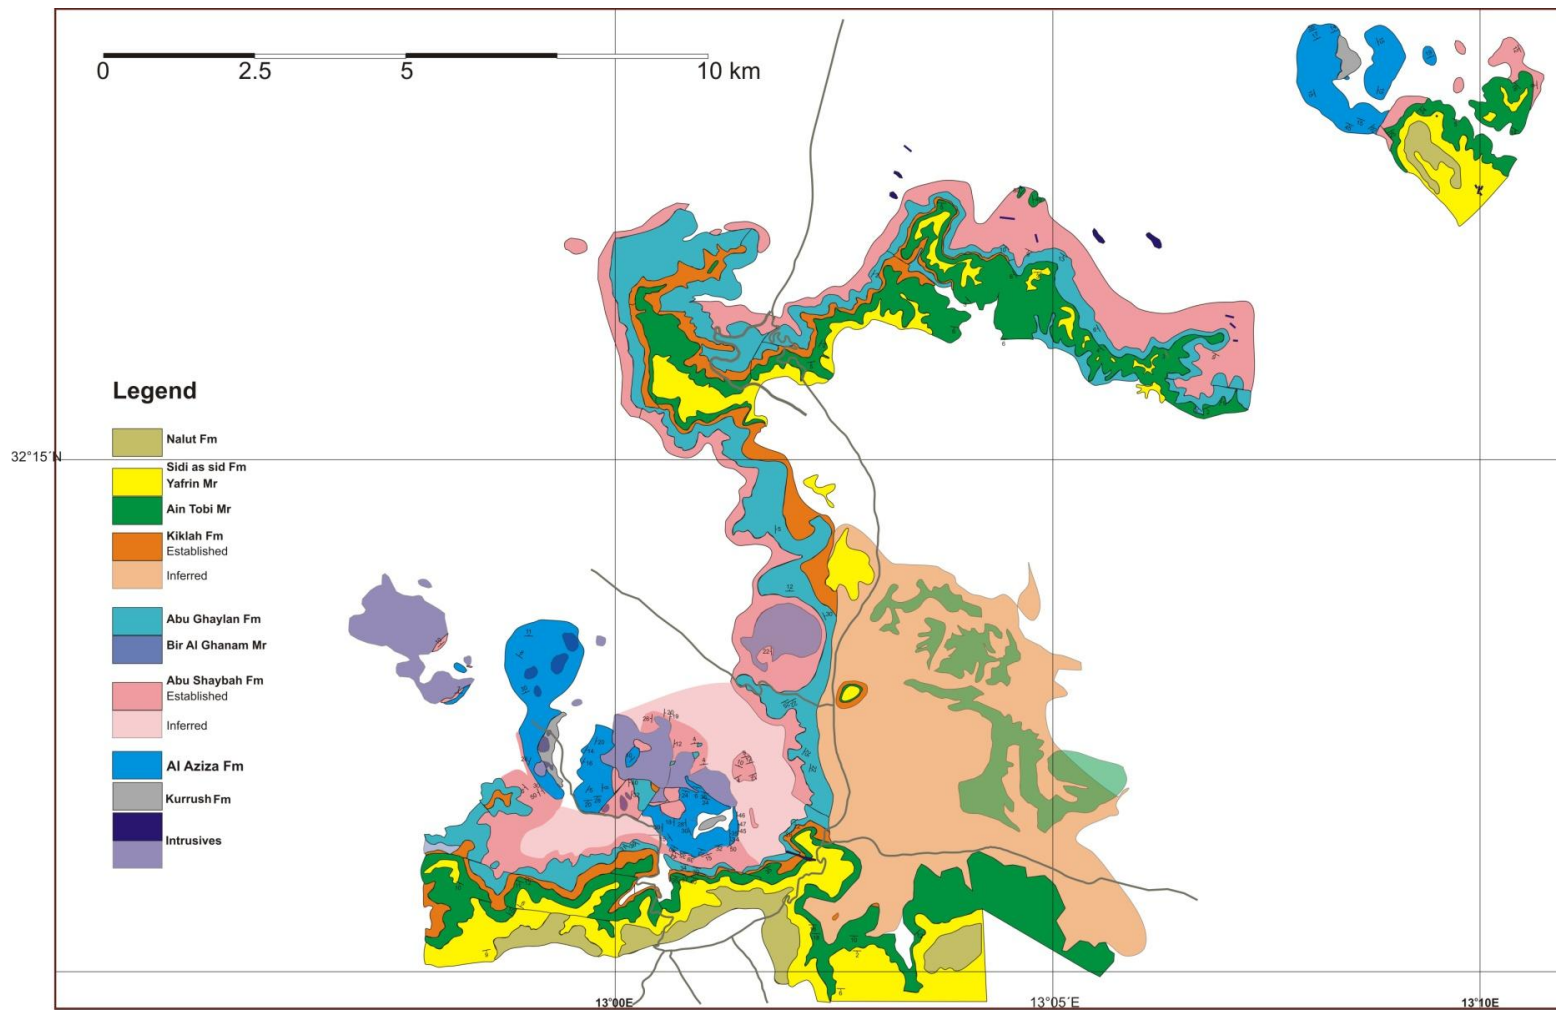 0 2.5 5 10 km
Legend
Nalut Fm
32°15'N
Sidi as sid Fm
Yafrin Mr
Ain Tobi Mr
Kiklah Fm
Established
Inferred
Abu Ghaylan Fm
Bir Al Ghanam Mr
Abu Shaybah Fm
Established
Inferred
Al Aziza Fm
Kurrush Fm
Intrusives
13°00E 13°05'E 13°10E